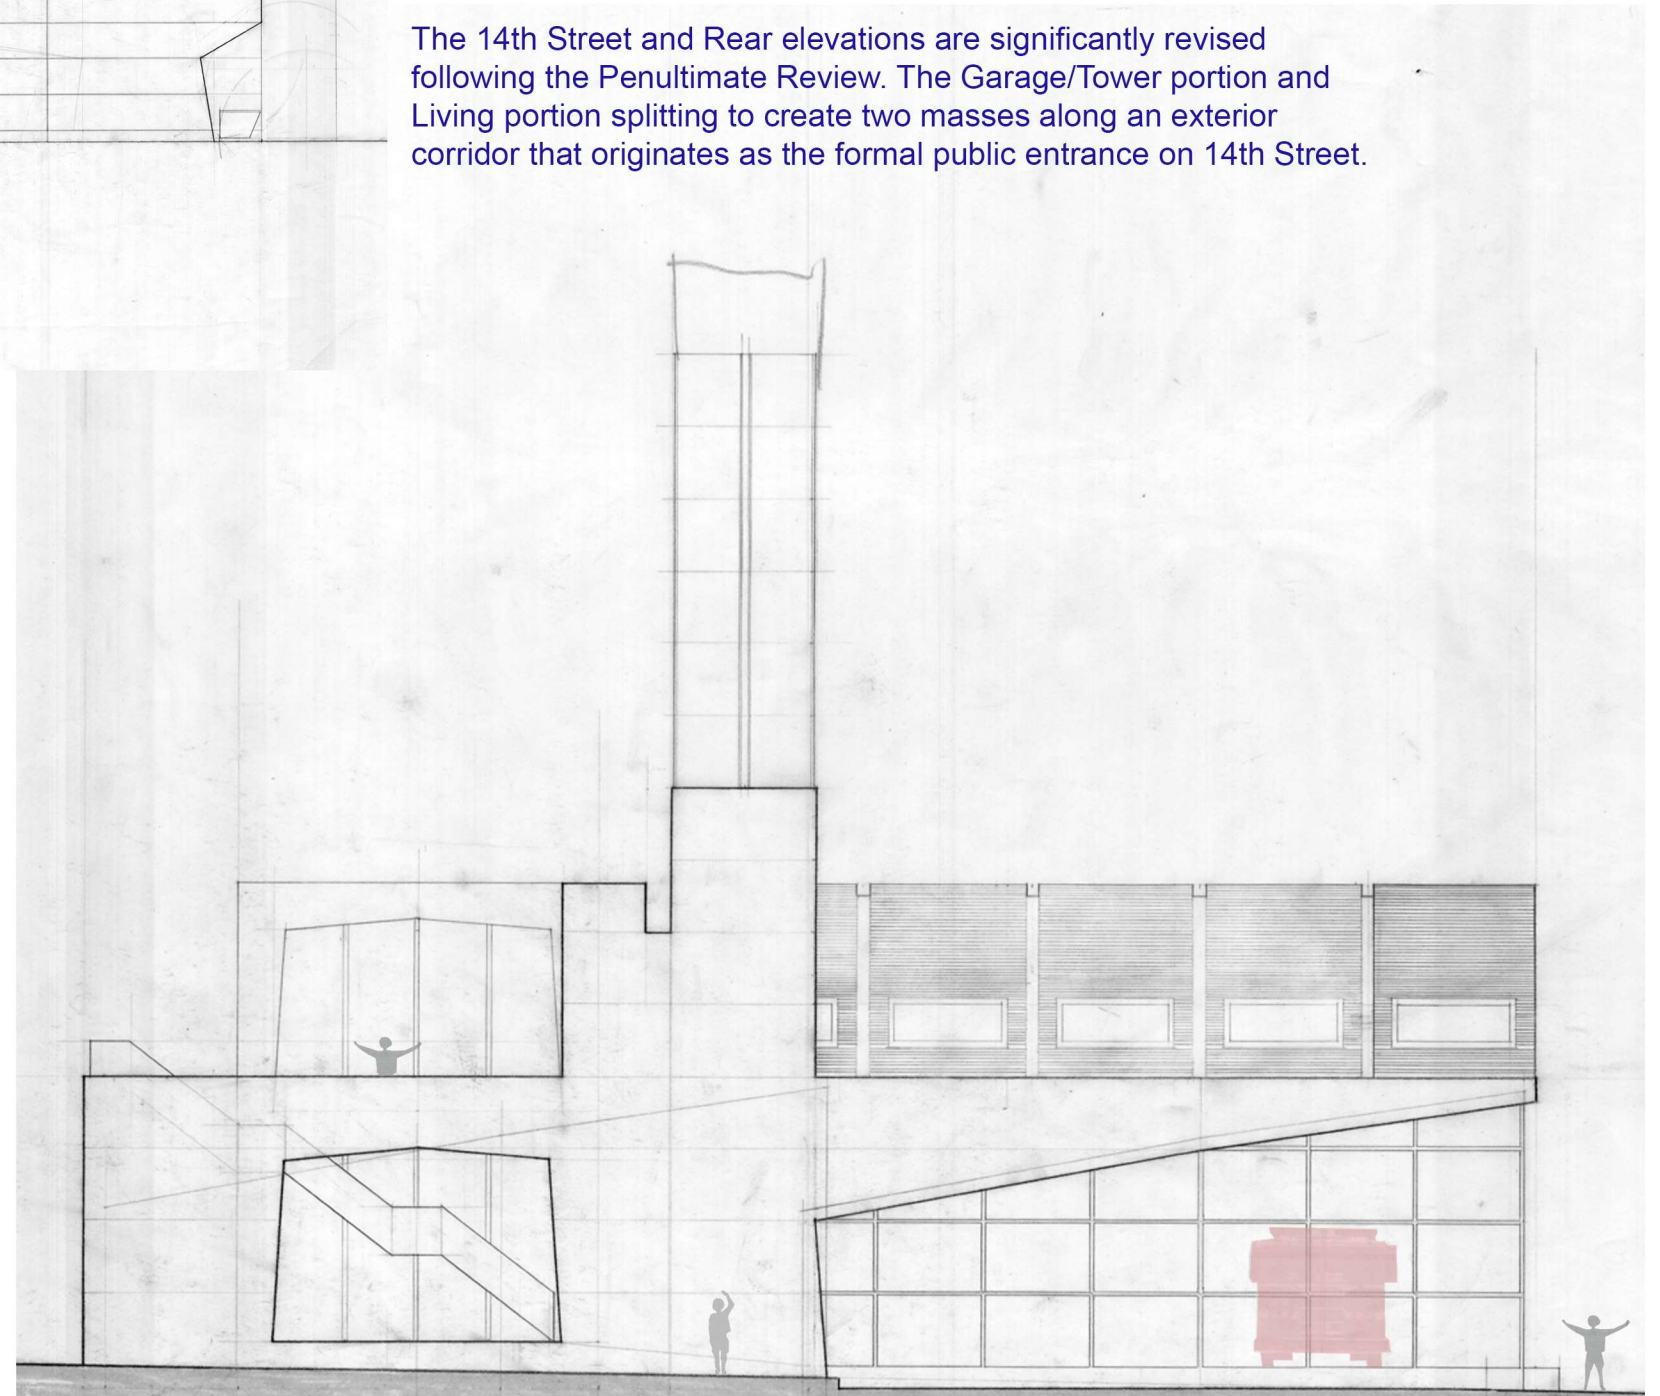 The 14th Street and Rear elevations are significantly revised
following the Penultimate Review. The Garage/Tower portion and
Living portion splitting to create two masses along an exterior
corridor that originates as the formal public entrance on 14th Street.